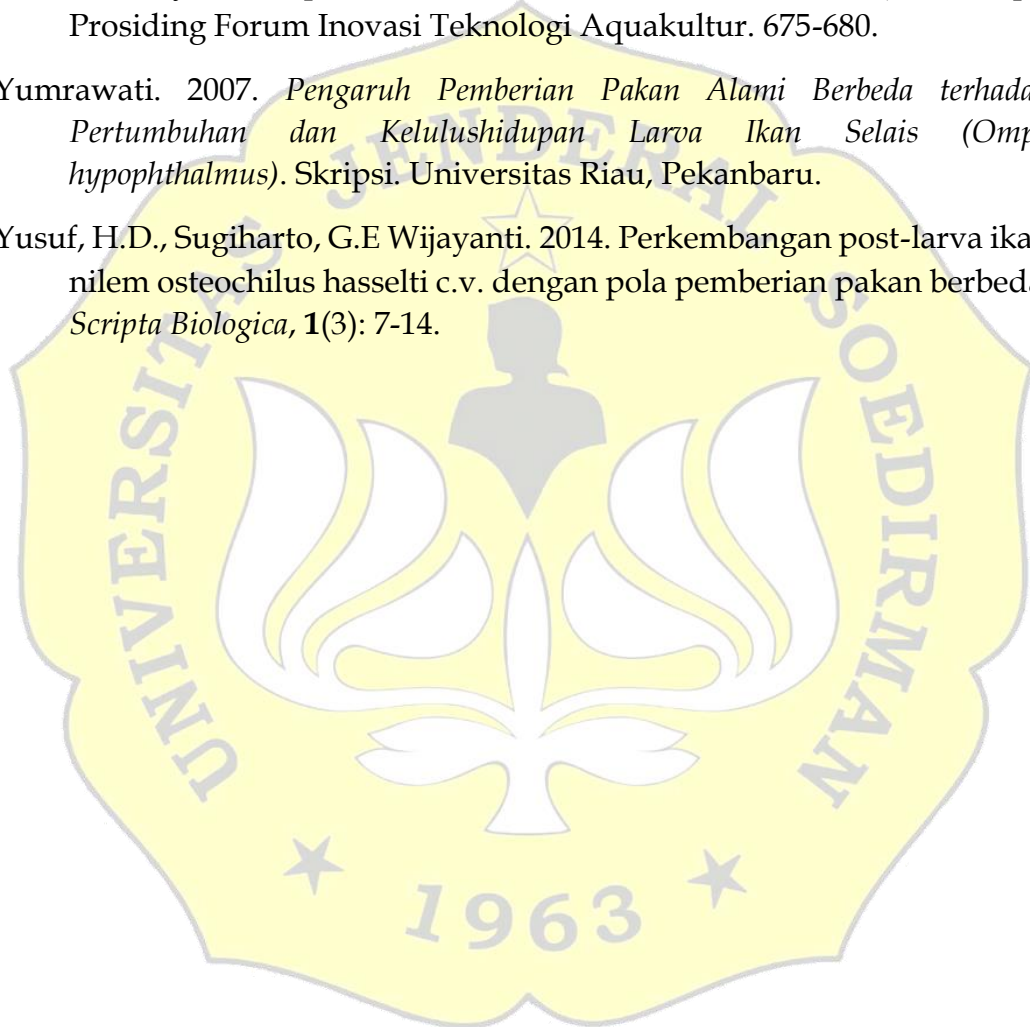 Prosiding Forum Inovasi Teknologi Aquakultur. 675-680.
Yumrawati. 2007. Pengaruh Pemberian Pakan Alami Berbeda terhada
Pertumbuhan dan Kelulushidupan Larva Ikan Selais (Omp
hypophthalmus). Skripsi. Universitas Riau, Pekanbaru.
Yusuf, H.D., Sugiharto, G.E Wijayanti. 2014. Perkembangan post-larva ika
nilem osteochilus hasselti c.v. dengan pola pemberian pakan berbeda
Scripta Biologica, 1(3): 7-14.
UNIVERSITAS JENDERAL SOEDIRMAN
1963